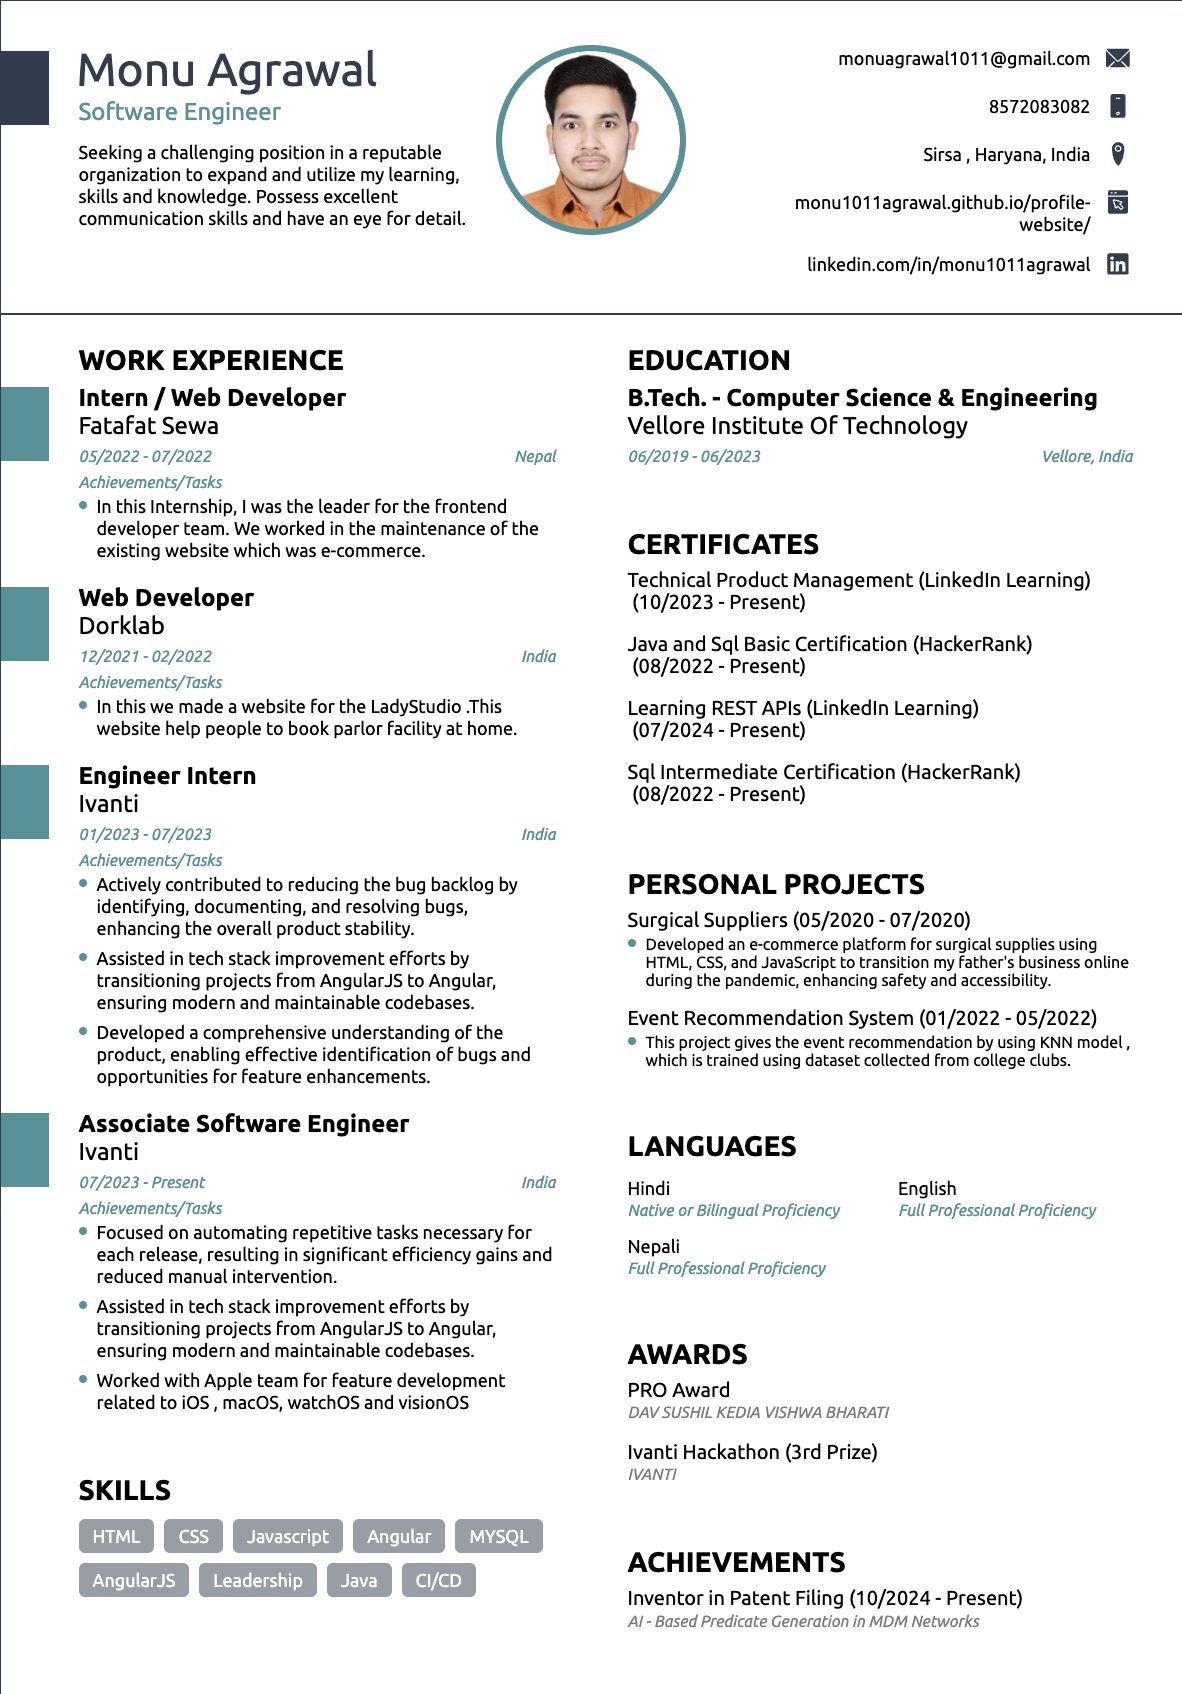 Monu Agrawal
Software Engineer
Seeking a challenging position in a reputable
organization to expand and utilize my learning,
skills and knowledge. Possess excellent
communication skills and have an eye for detail.
monuagrawal1011@gmail.com
8572083082
Sirsa , Haryana, India
monu1011agrawal.github.io/profile-
website/
linkedin.com/in/monu1011agrawal
WORK EXPERIENCE
Intern / Web Developer
Fatafat Sewa
05/2022 - 07/2022 Nepal
Achievements/Tasks
In this Internship, I was the leader for the frontend
developer team. We worked in the maintenance of the
existing website which was e-commerce.
Web Developer
Dorklab
12/2021 - 02/2022 India
Achievements/Tasks
In this we made a website for the LadyStudio .This
website help people to book parlor facility at home.
Engineer Intern
Ivanti
01/2023 - 07/2023 India
Achievements/Tasks
Actively contributed to reducing the bug backlog by
identifying, documenting, and resolving bugs,
enhancing the overall product stability.
Assisted in tech stack improvement efforts by
transitioning projects from AngularJS to Angular,
ensuring modern and maintainable codebases.
Developed a comprehensive understanding of the
product, enabling effective identification of bugs and
opportunities for feature enhancements.
Associate Software Engineer
Ivanti
07/2023 - Present India
Achievements/Tasks
Focused on automating repetitive tasks necessary for
each release, resulting in significant efficiency gains and
reduced manual intervention.
Assisted in tech stack improvement efforts by
transitioning projects from AngularJS to Angular,
ensuring modern and maintainable codebases.
Worked with Apple team for feature development
related to iOS , macOS, watchOS and visionOS
SKILLS
HTML CSS Javascript Angular MYSQL
AngularJS Leadership Java CI/CD
EDUCATION
B.Tech. - Computer Science & Engineering
Vellore Institute Of Technology
06/2019 - 06/2023 Vellore, India
CERTIFICATES
Technical Product Management (LinkedIn Learning)
(10/2023 - Present)
Java and Sql Basic Certification (HackerRank)
(08/2022 - Present)
Learning REST APIs (LinkedIn Learning)
(07/2024 - Present)
Sql Intermediate Certification (HackerRank)
(08/2022 - Present)
PERSONAL PROJECTS
Surgical Suppliers (05/2020 - 07/2020)
Developed an e-commerce platform for surgical supplies using
HTML, CSS, and JavaScript to transition my father's business online
during the pandemic, enhancing safety and accessibility.
Event Recommendation System (01/2022 - 05/2022)
This project gives the event recommendation by using KNN model ,
which is trained using dataset collected from college clubs.
LANGUAGES
Hindi English
Native or Bilingual Proficiency Full Professional Proficiency
Nepali
Full Professional Proficiency
AWARDS
PRO Award
DAV SUSHIL KEDIA VISHWA BHARATI
Ivanti Hackathon (3rd Prize)
IVANTI
ACHIEVEMENTS
Inventor in Patent Filing (10/2024 - Present)
AI - Based Predicate Generation in MDM Networks